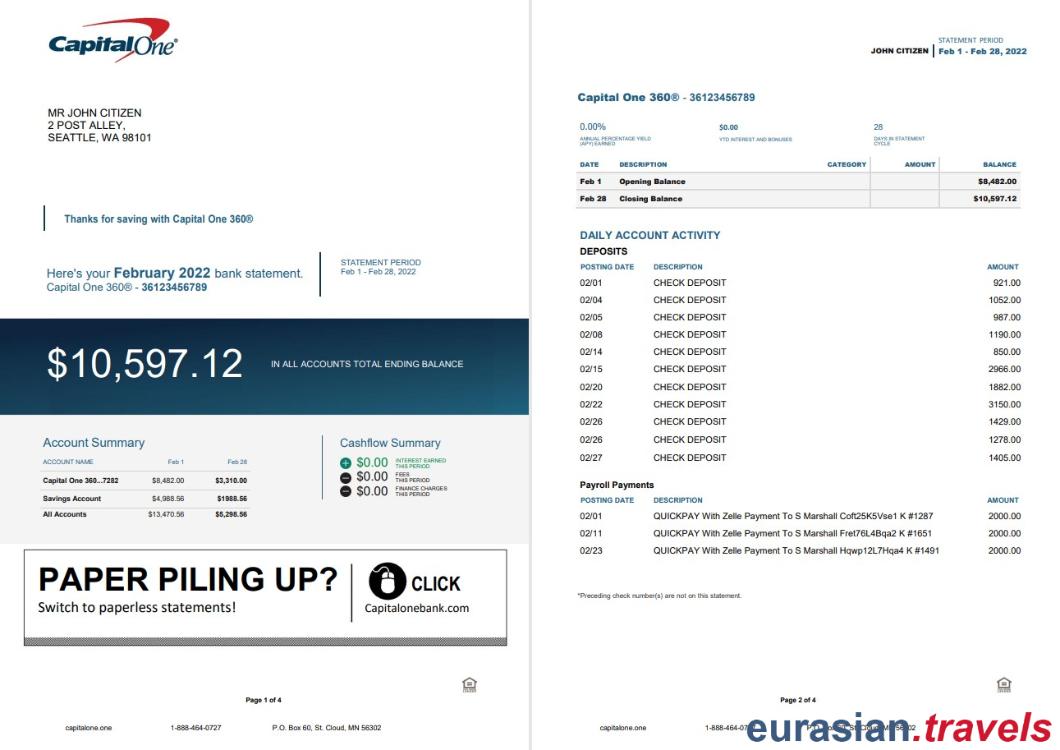 CapitalOne®
MR JOHN CITIZEN
2 POST ALLEY,
SEATTLE, WA 98101
Thanks for saving with Capital One 360®
Here's your February 2022 bank statement.
Capital One 360® - 36123456789
STATEMENT PERIOD
Feb 1 - Feb 28, 2022
$10,597.12 IN ALL ACCOUNTS TOTAL ENDING BALANCE
Account Summary
ACCOUNT NAME Feb 1 Feb 28
Capital One 360...7282 $8,482.00 $3,310.00
Savings Account $4,988.56 $1988.56
All Accounts $13,470.56 $5,298.56
Cashflow Summary
+ $0.00 INTEREST EARNED THIS PERIOD
- $0.00 FEES THIS PERIOD
- $0.00 FINANCE CHARGES THIS PERIOD
PAPER PILING UP?
Switch to paperless statements!
CLICK
Capitalonebank.com
Page 1 of 4
capitalone.one 1-888-464-0727 P.O. Box 60, St. Cloud, MN 56302
JOHN CITIZEN
STATEMENT PERIOD
Feb 1 - Feb 28, 2022
Capital One 360® - 36123456789
0.00% $0.00 28
ANNUAL PERCENTAGE YIELD (APY) EARNED YTD INTEREST AND BONUSES DAYS IN STATEMENT CYCLE
DATE DESCRIPTION CATEGORY AMOUNT BALANCE
Feb 1 Opening Balance $8,482.00
Feb 28 Closing Balance $10,597.12
DAILY ACCOUNT ACTIVITY
DEPOSITS
POSTING DATE DESCRIPTION AMOUNT
02/01 CHECK DEPOSIT 921.00
02/04 CHECK DEPOSIT 1052.00
02/05 CHECK DEPOSIT 987.00
02/08 CHECK DEPOSIT 1190.00
02/14 CHECK DEPOSIT 850.00
02/15 CHECK DEPOSIT 2966.00
02/20 CHECK DEPOSIT 1882.00
02/22 CHECK DEPOSIT 3150.00
02/26 CHECK DEPOSIT 1429.00
02/26 CHECK DEPOSIT 1278.00
02/27 CHECK DEPOSIT 1405.00
Payroll Payments
POSTING DATE DESCRIPTION AMOUNT
02/01 QUICKPAY With Zelle Payment To S Marshall Coft25K5Vse1 K #1287 2000.00
02/11 QUICKPAY With Zelle Payment To S Marshall Fret76L4Bqa2 K #1651 2000.00
02/23 QUICKPAY With Zelle Payment To S Marshall Hqwp12L7Hqa4 K #1491 2000.00
*Preceding check number(s) are not on this statement.
Page 2 of 4
capitalone.one 1-888-464-07
eurasian.travels